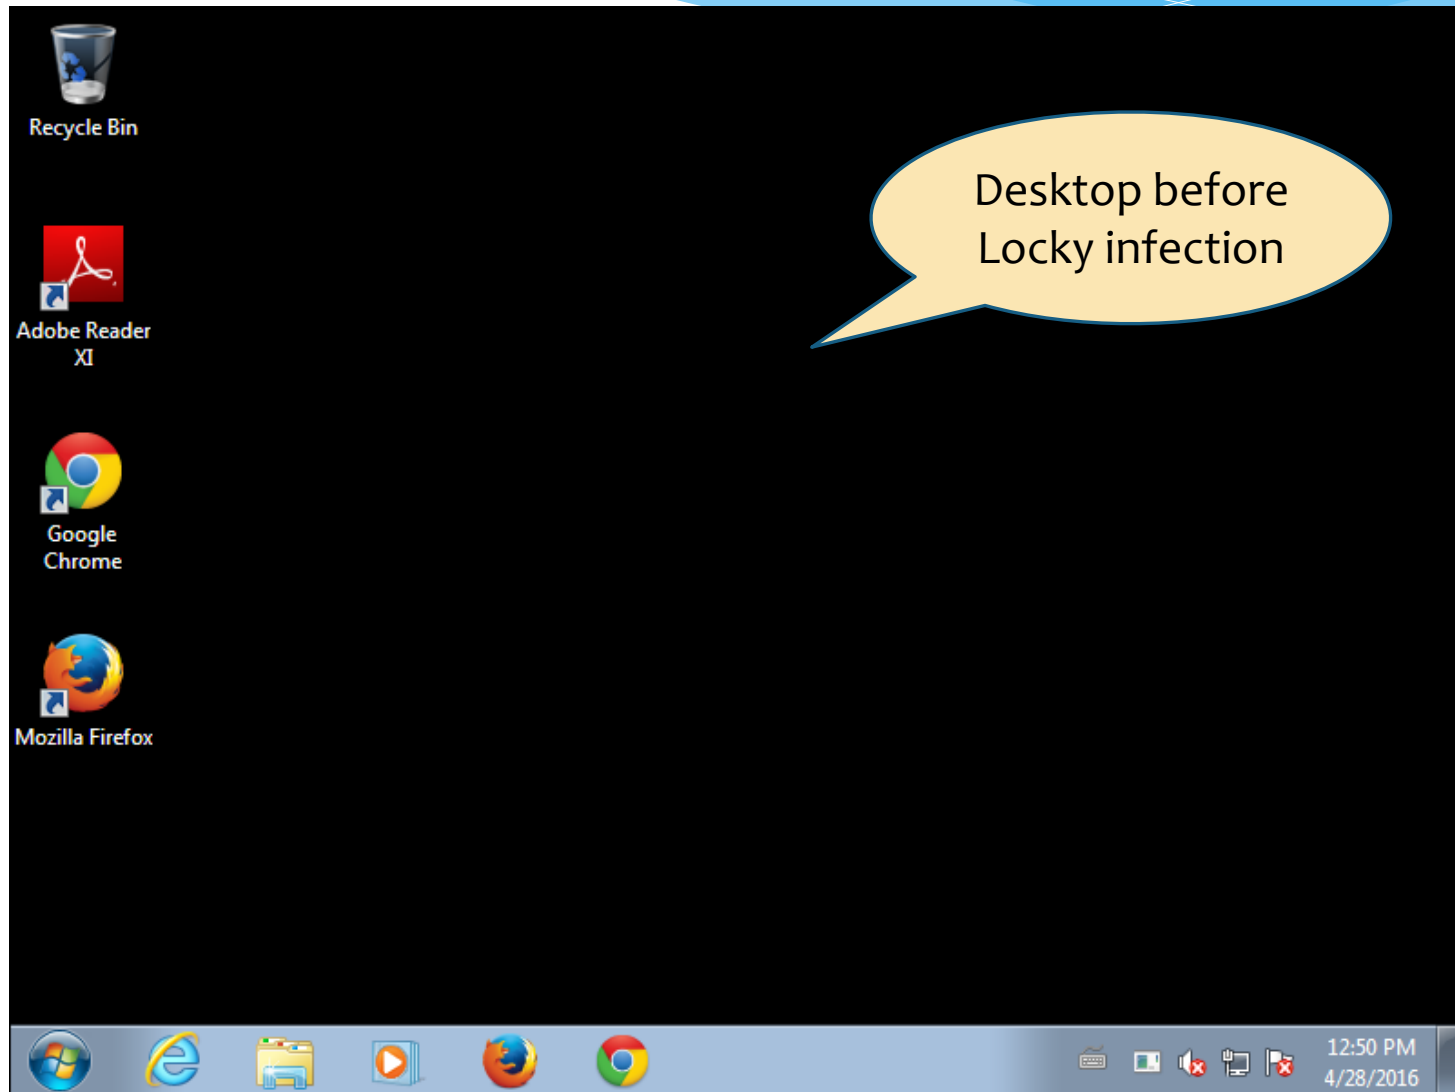 Recycle Bin
Desktop before
Locky infection
Adobe Reader
XI
Google
Chrome
Mozilla Firefox
12:50 PM
4/28/2016